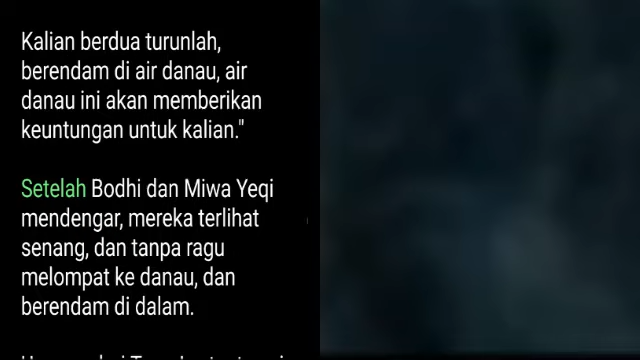 Kalian berdua turunlah,
berendam di air danau, air
danau ini akan memberikan
keuntungan untuk kalian."
Setelah Bodhi dan Miwa Yeqi
mendengar, mereka terlihat
senang, dan tanpa ragu
melompat ke danau, dan
berendam di dalam.